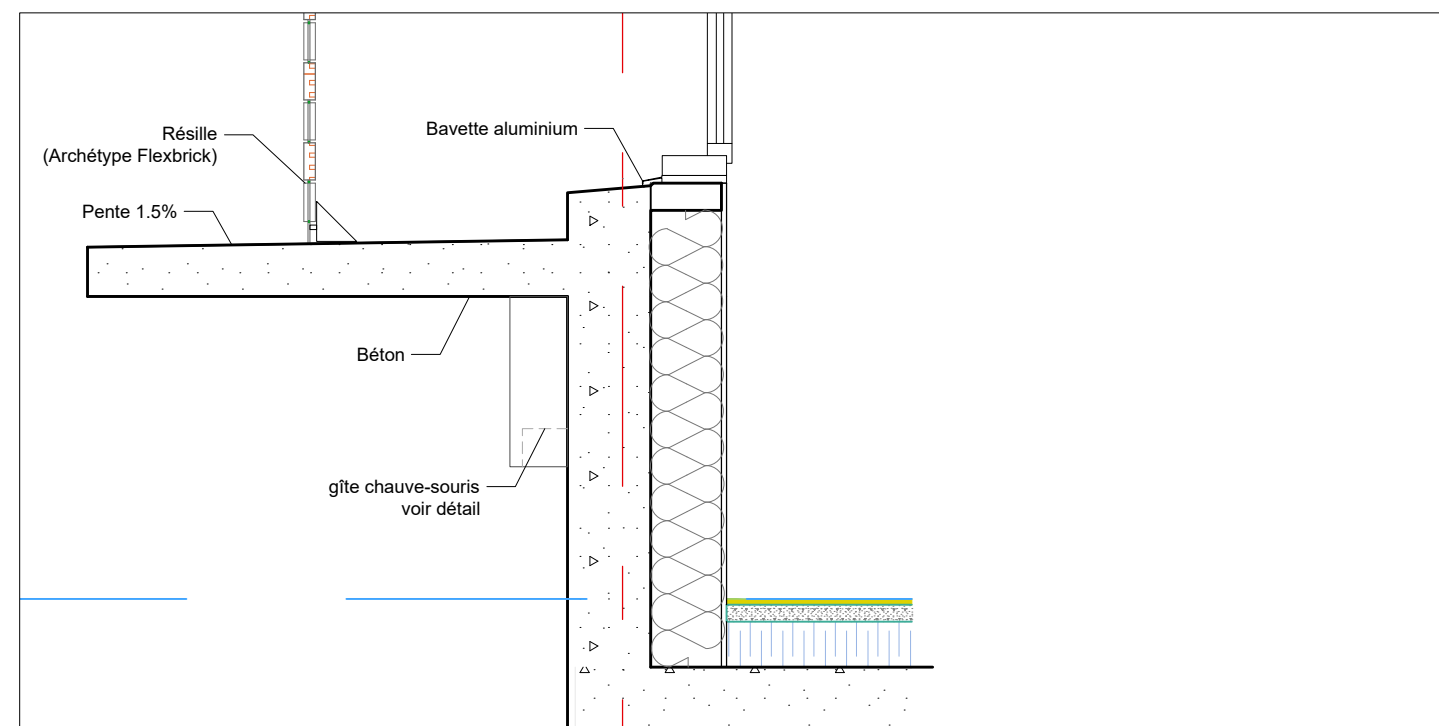 Bavette aluminium
Résille
(Archétype Flexbrick)
Pente 1.5%
Béton
gîte chauve-souris
voir détail